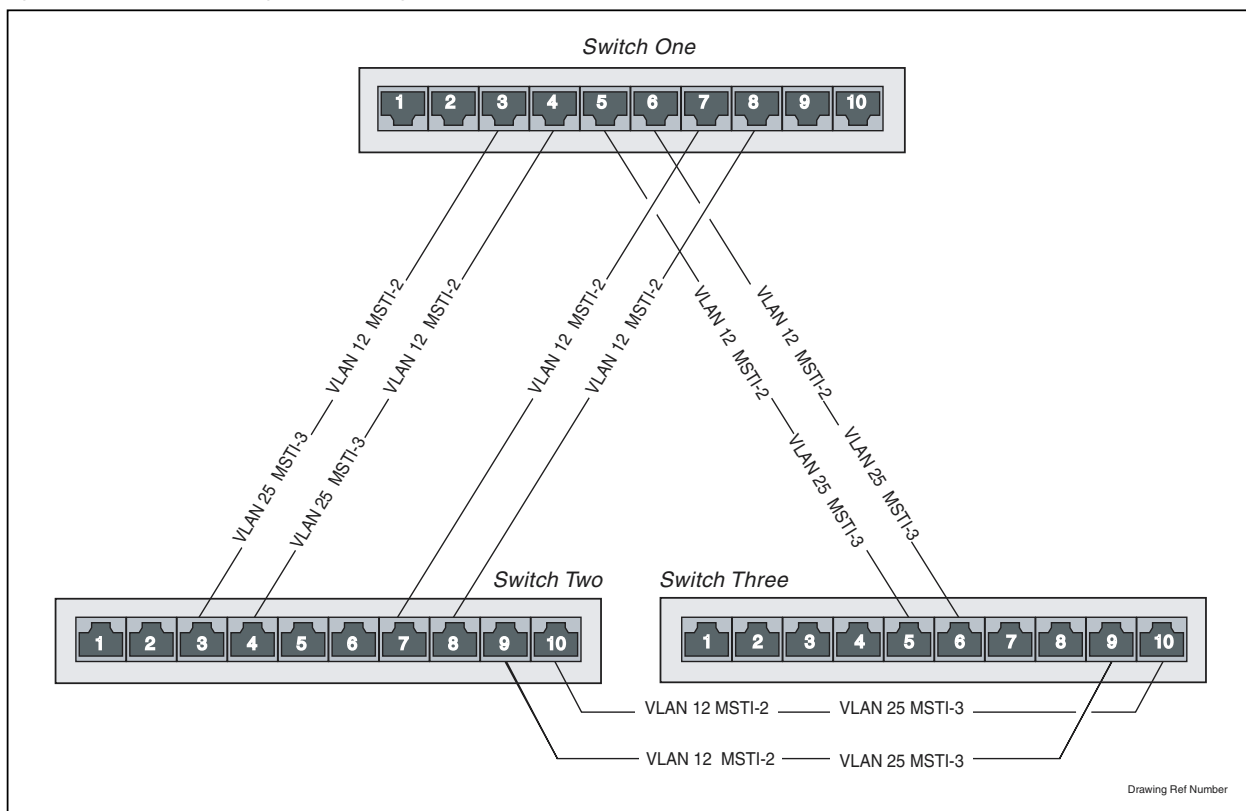 Switch One
1 2 3 4 5 6 7 8 9 10
VLAN 12 MSTI-2
VLAN 25 MSTI-3
VLAN 12 MSTI-2
VLAN 25 MSTI-3
VLAN 12 MSTI-2
VLAN 12 MSTI-2
VLAN 12 MSTI-2
VLAN 25 MSTI-3
VLAN 12 MSTI-2
VLAN 25 MSTI-3
Switch Two
1 2 3 4 5 6 7 8 9 10
Switch Three
1 2 3 4 5 6 7 8 9 10
VLAN 12 MSTI-2 VLAN 25 MSTI-3
VLAN 12 MSTI-2 VLAN 25 MSTI-3
Drawing Ref Number